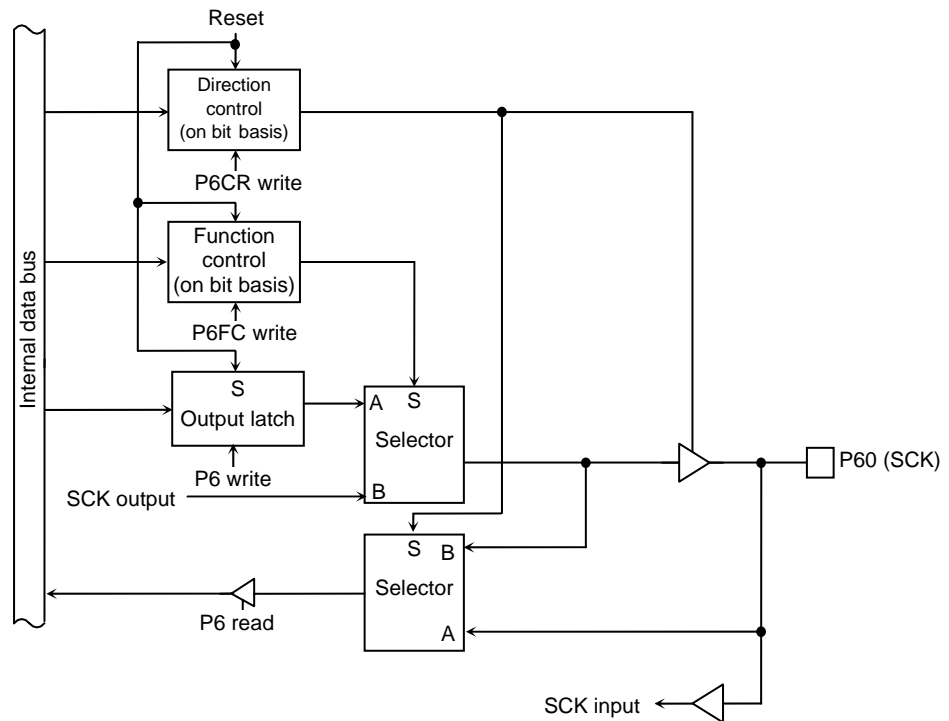 Reset
Direction
control
(on bit basis)
P6CR write
Function
control
(on bit basis)
P6FC write
Internal data bus
S
Output latch
P6 write
A
S
Selector
B
SCK output
P60 (SCK)
S
B
Selector
A
P6 read
SCK input